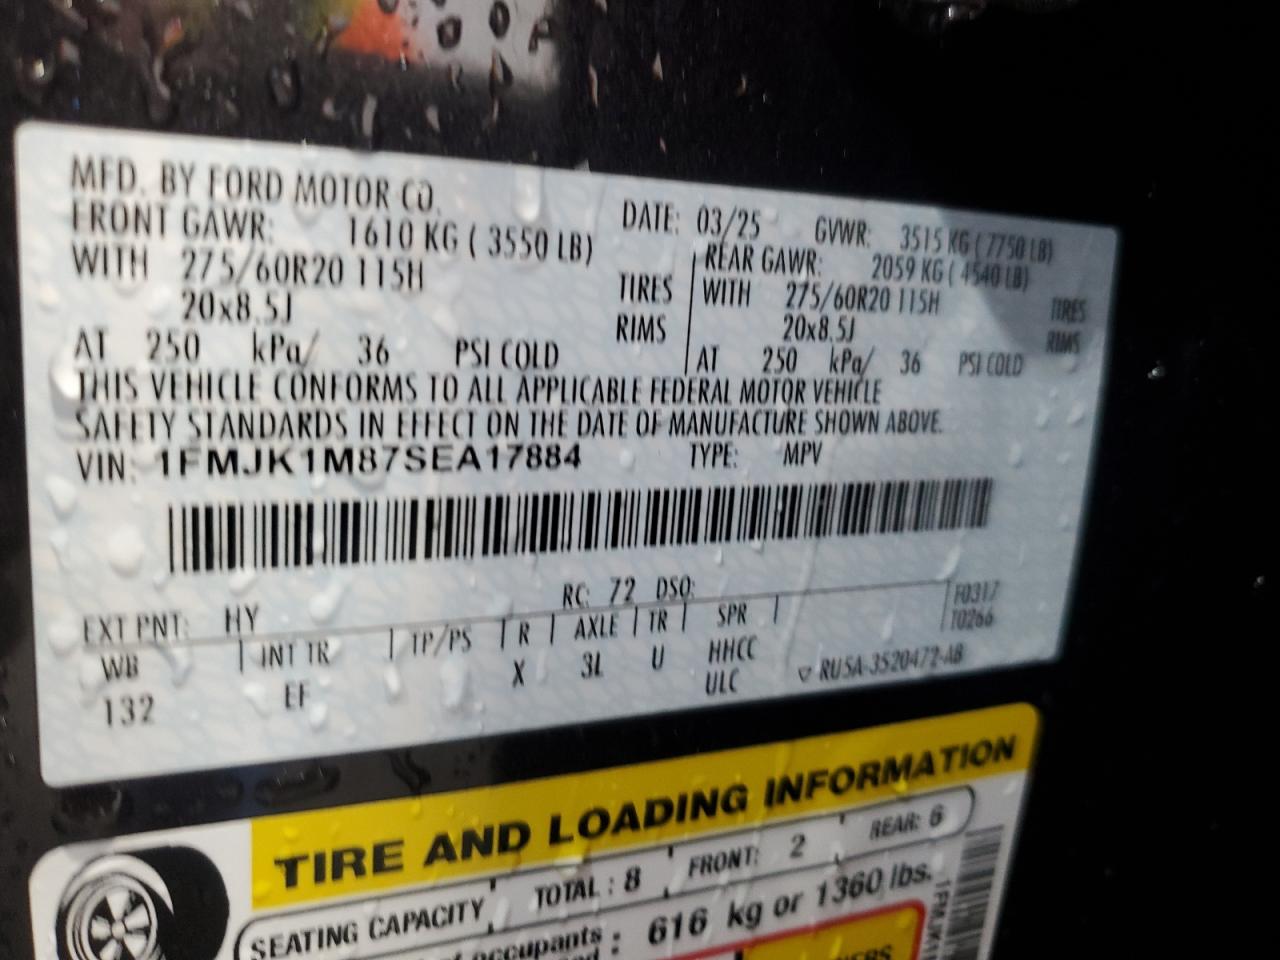 MFD. BY FORD MOTOR CO.
DATE: 03/25 GVWR: 3515 KG ( 7750 LB)
FRONT GAWR: 1610 KG ( 3550 LB)
WITH 275/60R20 115H TIRES
20x8.5J RIMS
AT 250 kPa/ 36 PSI COLD
REAR GAWR: 2059 KG ( 4540 LB)
WITH 275/60R20 115H TIRES
20x8.5J RIMS
AT 250 kPa/ 36 PSI COLD
THIS VEHICLE CONFORMS TO ALL APPLICABLE FEDERAL MOTOR VEHICLE
SAFETY STANDARDS IN EFFECT ON THE DATE OF MANUFACTURE SHOWN ABOVE.
VIN: 1FMJK1M87SEA17884 TYPE: MPV
EXT PNT: HY RC: 72 DSO: F0317
WB | INT TR | TP/PS | R | AXLE | TR | SPR | T0266
132 EF X 3L U HHCC
ULC ▽ RU5A-3520472-AB
TIRE AND LOADING INFORMATION
SEATING CAPACITY TOTAL : 8 FRONT: 2 REAR: 6
occupants : 616 kg or 1360 lbs.